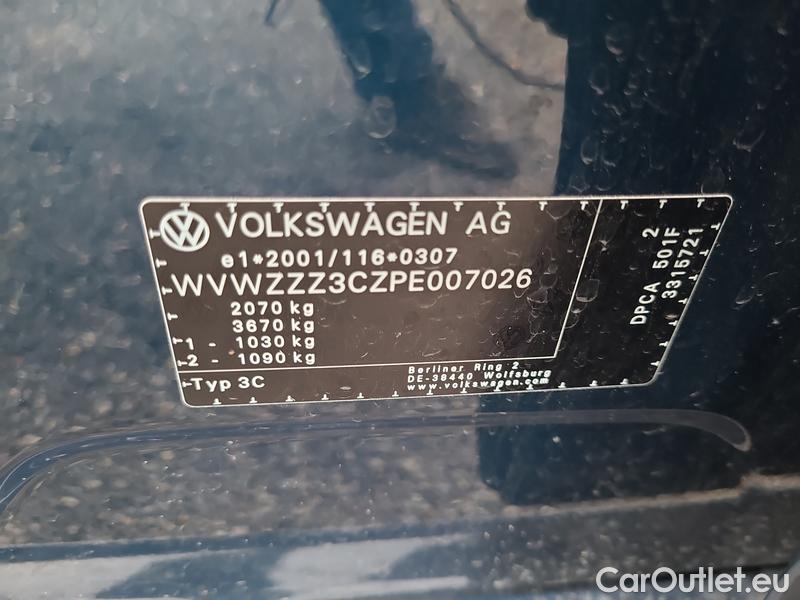 VOLKSWAGEN AG
e1*2001/116*0307
WVWZZZ3CZPE007026
2070 kg
3670 kg
1 - 1030 kg
2 - 1090 kg
Typ 3C
Berliner Ring 2
DE-38440 Wolfsburg
www.volkswagen.com
2
DPCA 501F
3315721
CarOutlet.eu